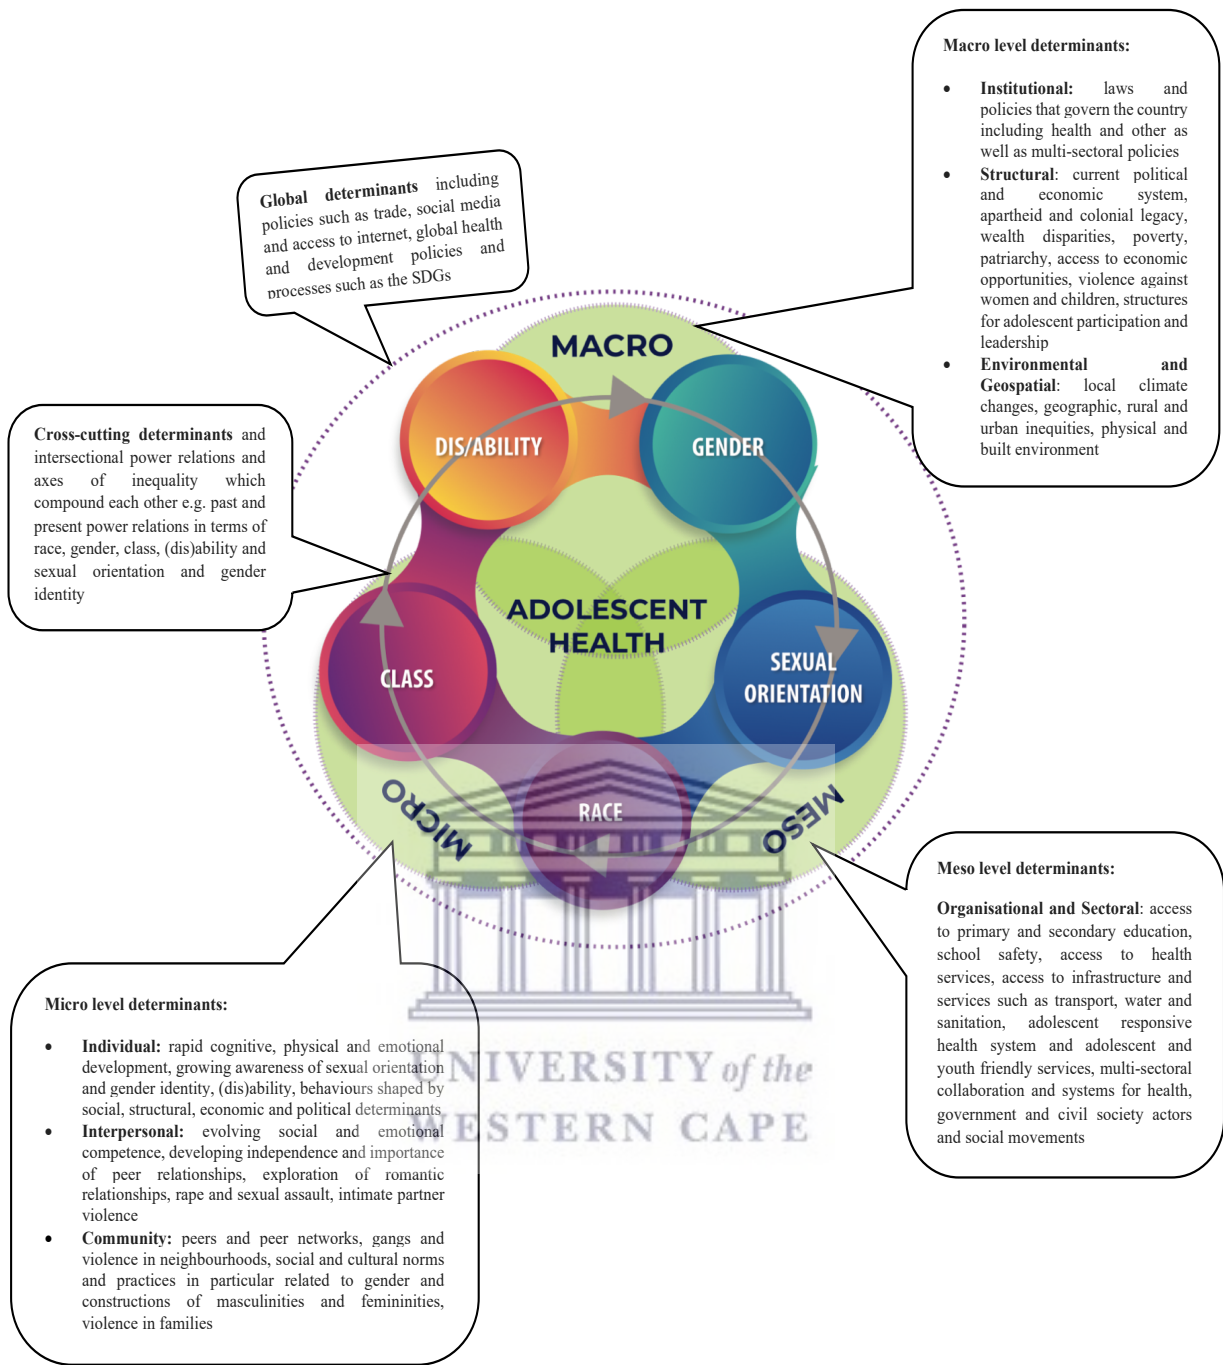 Macro level determinants:
• Institutional: laws and
policies that govern the country
including health and other as
well as multi-sectoral policies
• Structural: current political
and economic system,
apartheid and colonial legacy,
wealth disparities, poverty,
patriarchy, access to economic
opportunities, violence against
women and children, structures
for adolescent participation and
leadership
• Environmental and
Geospatial: local climate
changes, geographic, rural and
urban inequities, physical and
built environment
Global determinants including
policies such as trade, social media
and access to internet, global health
and development policies and
processes such as the SDGs
Cross-cutting determinants and
intersectional power relations and
axes of inequality which
compound each other e.g. past and
present power relations in terms of
race, gender, class, (dis)ability and
sexual orientation and gender
identity
MACRO
DIS/ABILITY
GENDER
ADOLESCENT
HEALTH
CLASS
SEXUAL
ORIENTATION
RACE
MICRO
MESO
Meso level determinants:
Organisational and Sectoral: access
to primary and secondary education,
school safety, access to health
services, access to infrastructure and
services such as transport, water and
sanitation, adolescent responsive
health system and adolescent and
youth friendly services, multi-sectoral
collaboration and systems for health,
government and civil society actors
and social movements
Micro level determinants:
• Individual: rapid cognitive, physical and emotional
development, growing awareness of sexual orientation
and gender identity, (dis)ability, behaviours shaped by
social, structural, economic and political determinants
• Interpersonal: evolving social and emotional
competence, developing independence and importance
of peer relationships, exploration of romantic
relationships, rape and sexual assault, intimate partner
violence
• Community: peers and peer networks, gangs and
violence in neighbourhoods, social and cultural norms
and practices in particular related to gender and
constructions of masculinities and femininities,
violence in families
UNIVERSITY of the
WESTERN CAPE